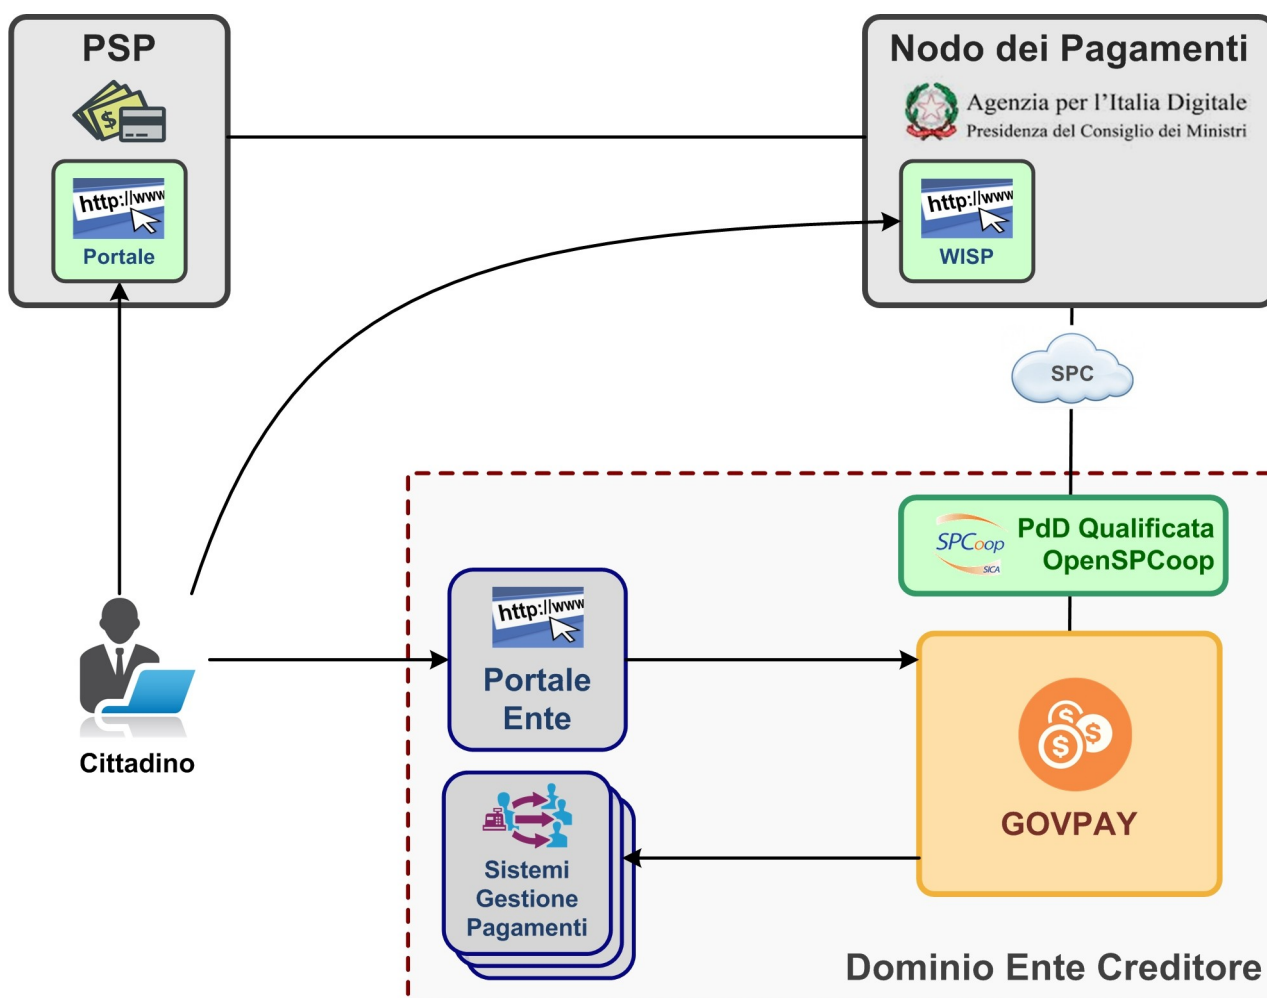 PSP
http://www
Portale
Nodo dei Pagamenti
Agenzia per l'Italia Digitale
Presidenza del Consiglio dei Ministri
http://www
WISP
SPC
SPCoop
SICA
PdD Qualificata
OpenSPCoop
http://www
Portale
Ente
Cittadino
GOVPAY
Sistemi
Gestione
Pagamenti
Dominio Ente Creditore